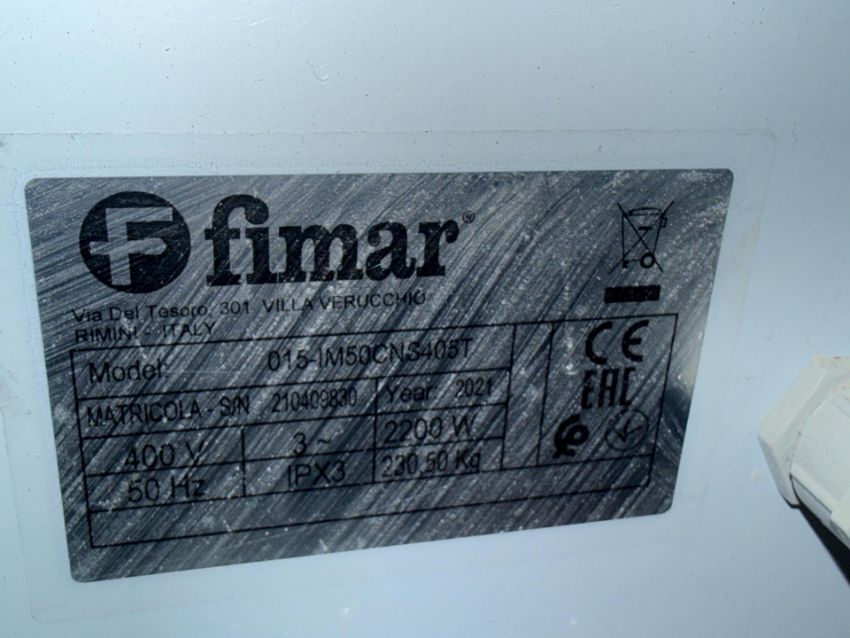 fimar®
Via Del Tesoro, 301 VILLA VERUCCHIO
RIMINI - ITALY
Model: 015-IM50CNS405T
MATRICOLA - S/N 210409830 Year: 2021
400 V 3 ~ 2200 W
50 Hz IPX3 230,50 Kg
CE
EAC